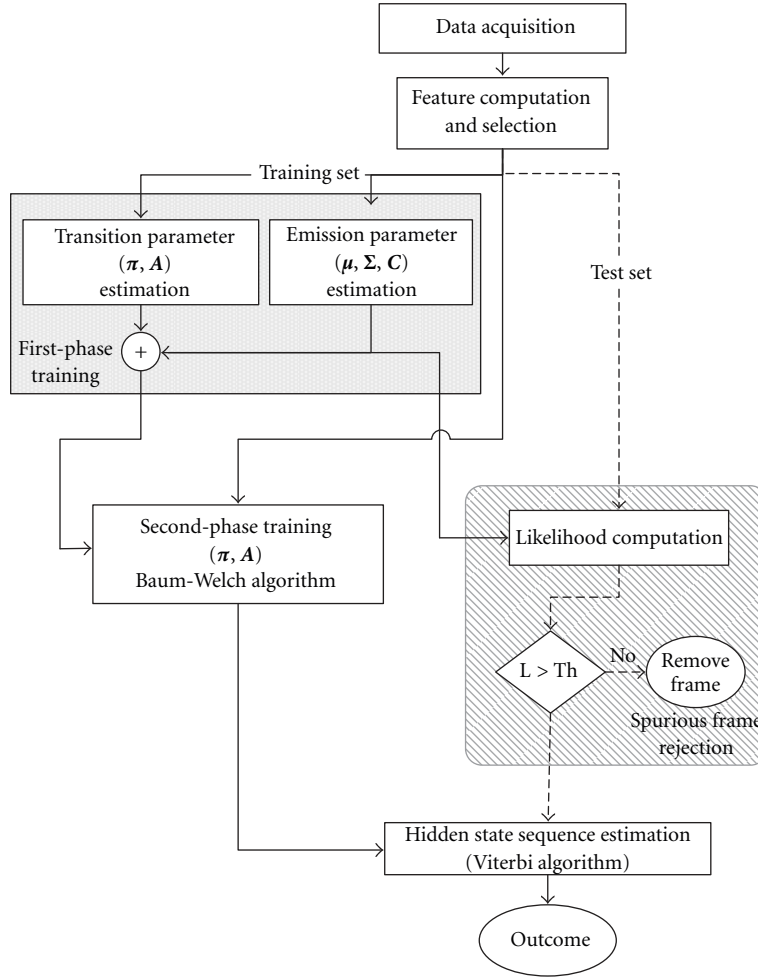 Data acquisition
Feature computation
and selection
Training set
Transition parameter
(π, A)
estimation
Emission parameter
(μ, Σ, C)
estimation
Test set
First-phase
training
+
Second-phase training
(π, A)
Baum-Welch algorithm
Likelihood computation
L > Th
No
Remove
frame
Spurious frame
rejection
Hidden state sequence estimation
(Viterbi algorithm)
Outcome